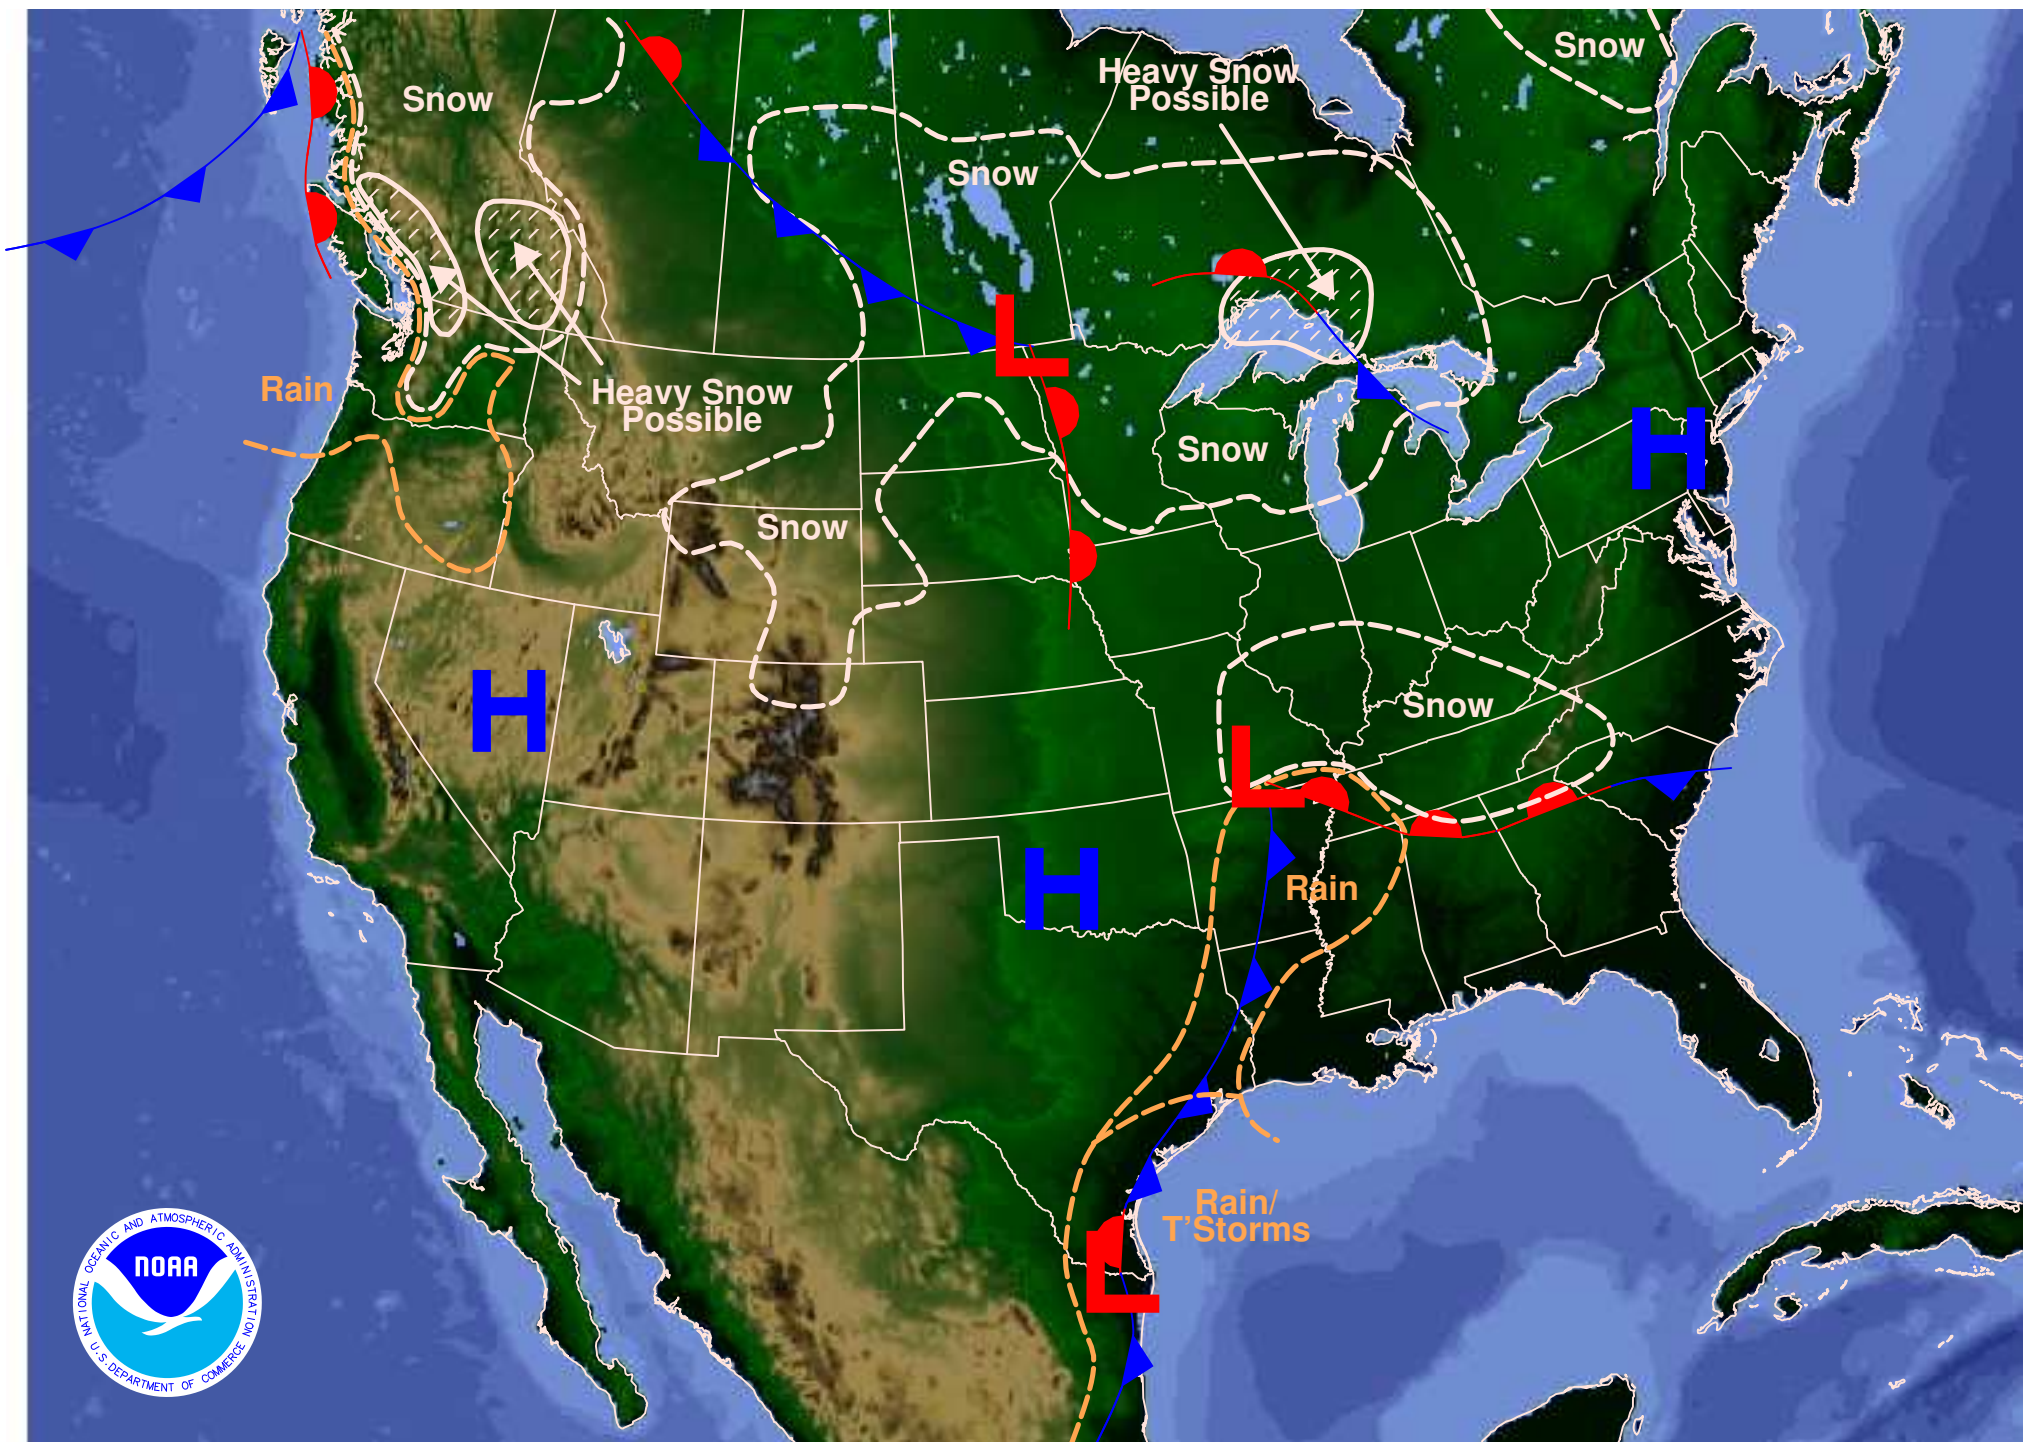 Snow
Heavy Snow
Possible
Snow
Snow
Rain
Heavy Snow
Possible
Snow
H
L
Snow
H
Snow
L
H
Rain
Rain/
T'Storms
L
NATIONAL OCEANIC AND ATMOSPHERIC ADMINISTRATION
NOAA
U.S. DEPARTMENT OF COMMERCE